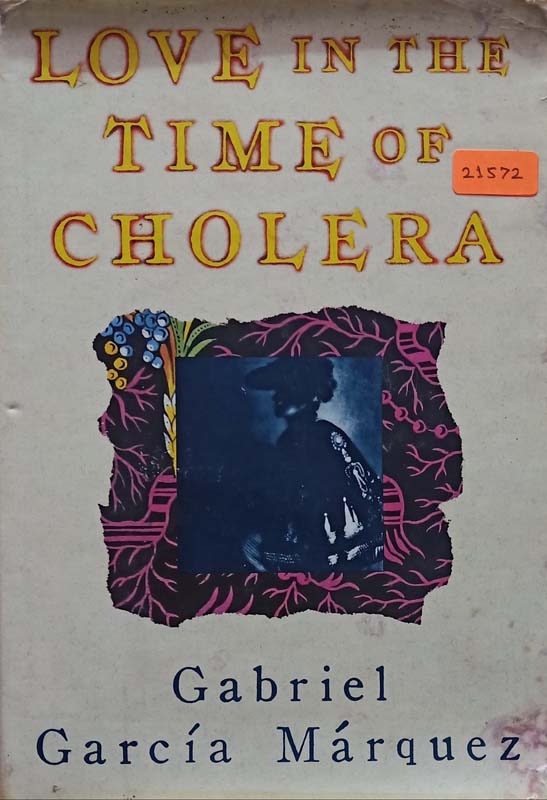 LOVE IN THE
TIME OF
21572
CHOLERA
Gabriel
García Márquez